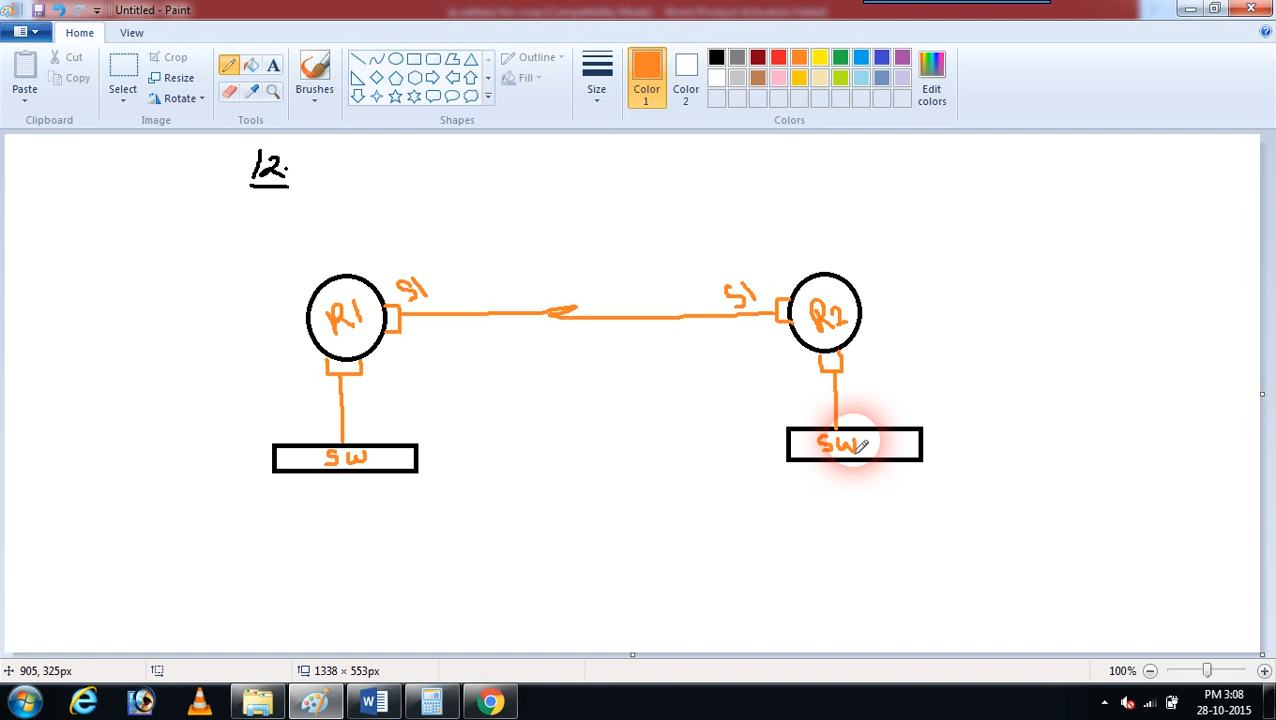 Untitled - Paint
Home
View
Paste
Cut
Copy
Clipboard
Select
Crop
Resize
Rotate
Image
Tools
Brushes
Shapes
Outline
Fill
Size
Color 1
Color 2
Edit colors
Colors
12.
R1
S1
S1
R2
SW
SW
905, 325px
1338 × 553px
100%
PM 3:08
28-10-2015